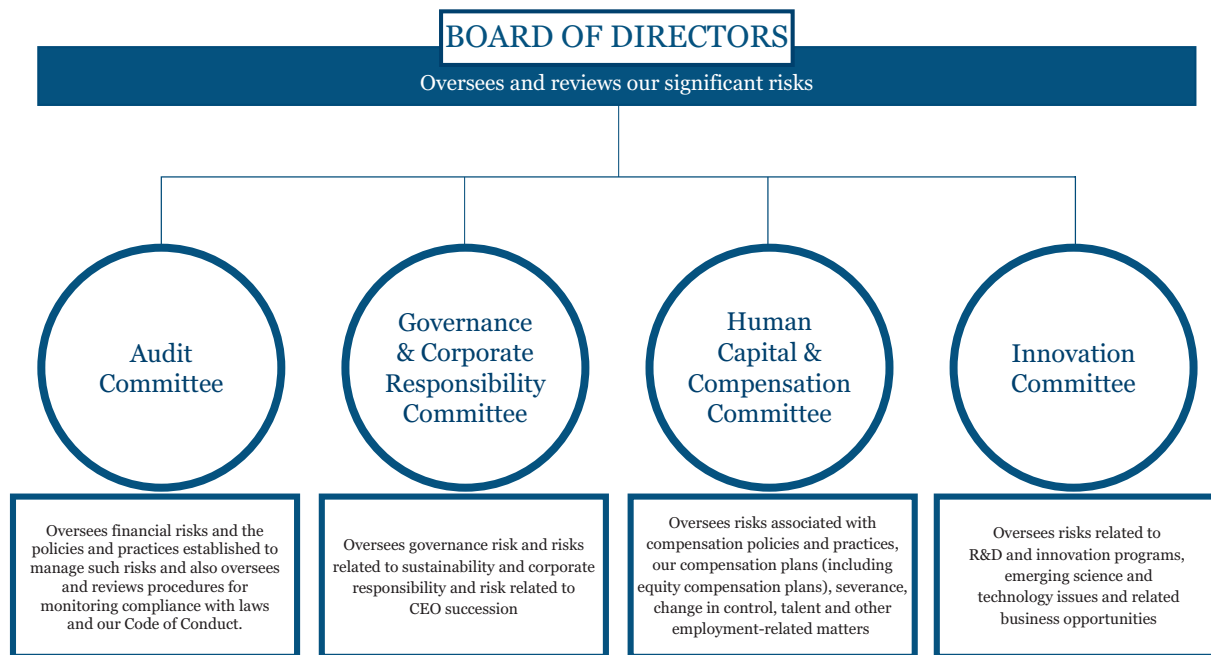 BOARD OF DIRECTORS
Oversees and reviews our significant risks
Audit
Committee
Governance
& Corporate
Responsibility
Committee
Human
Capital &
Compensation
Committee
Innovation
Committee
Oversees financial risks and the
policies and practices established to
manage such risks and also oversees
and reviews procedures for
monitoring compliance with laws
and our Code of Conduct.
Oversees governance risk and risks
related to sustainability and corporate
responsibility and risk related to
CEO succession
Oversees risks associated with
compensation policies and practices,
our compensation plans (including
equity compensation plans), severance,
change in control, talent and other
employment-related matters
Oversees risks related to
R&D and innovation programs,
emerging science and
technology issues and related
business opportunities